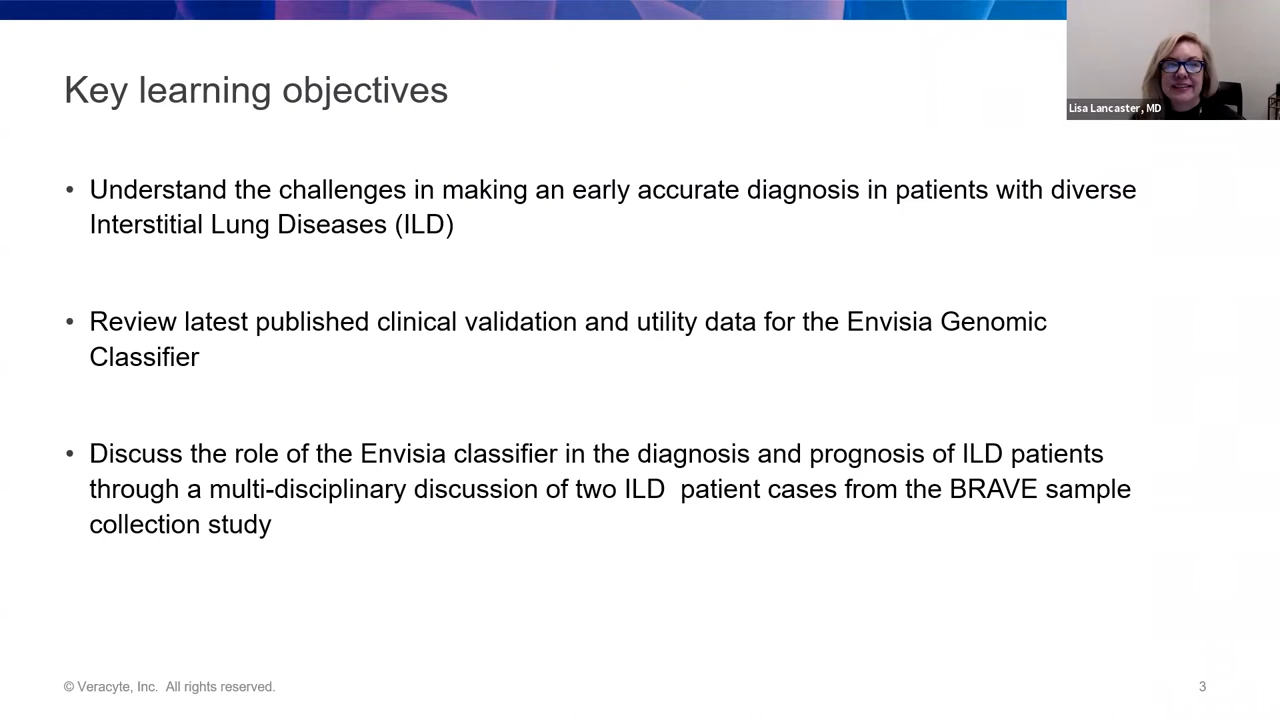 Lisa Lancaster, MD
Key learning objectives
• Understand the challenges in making an early accurate diagnosis in patients with diverse
Interstitial Lung Diseases (ILD)
• Review latest published clinical validation and utility data for the Envisia Genomic
Classifier
• Discuss the role of the Envisia classifier in the diagnosis and prognosis of ILD patients
through a multi-disciplinary discussion of two ILD  patient cases from the BRAVE sample
collection study
© Veracyte, Inc.  All rights reserved.
3